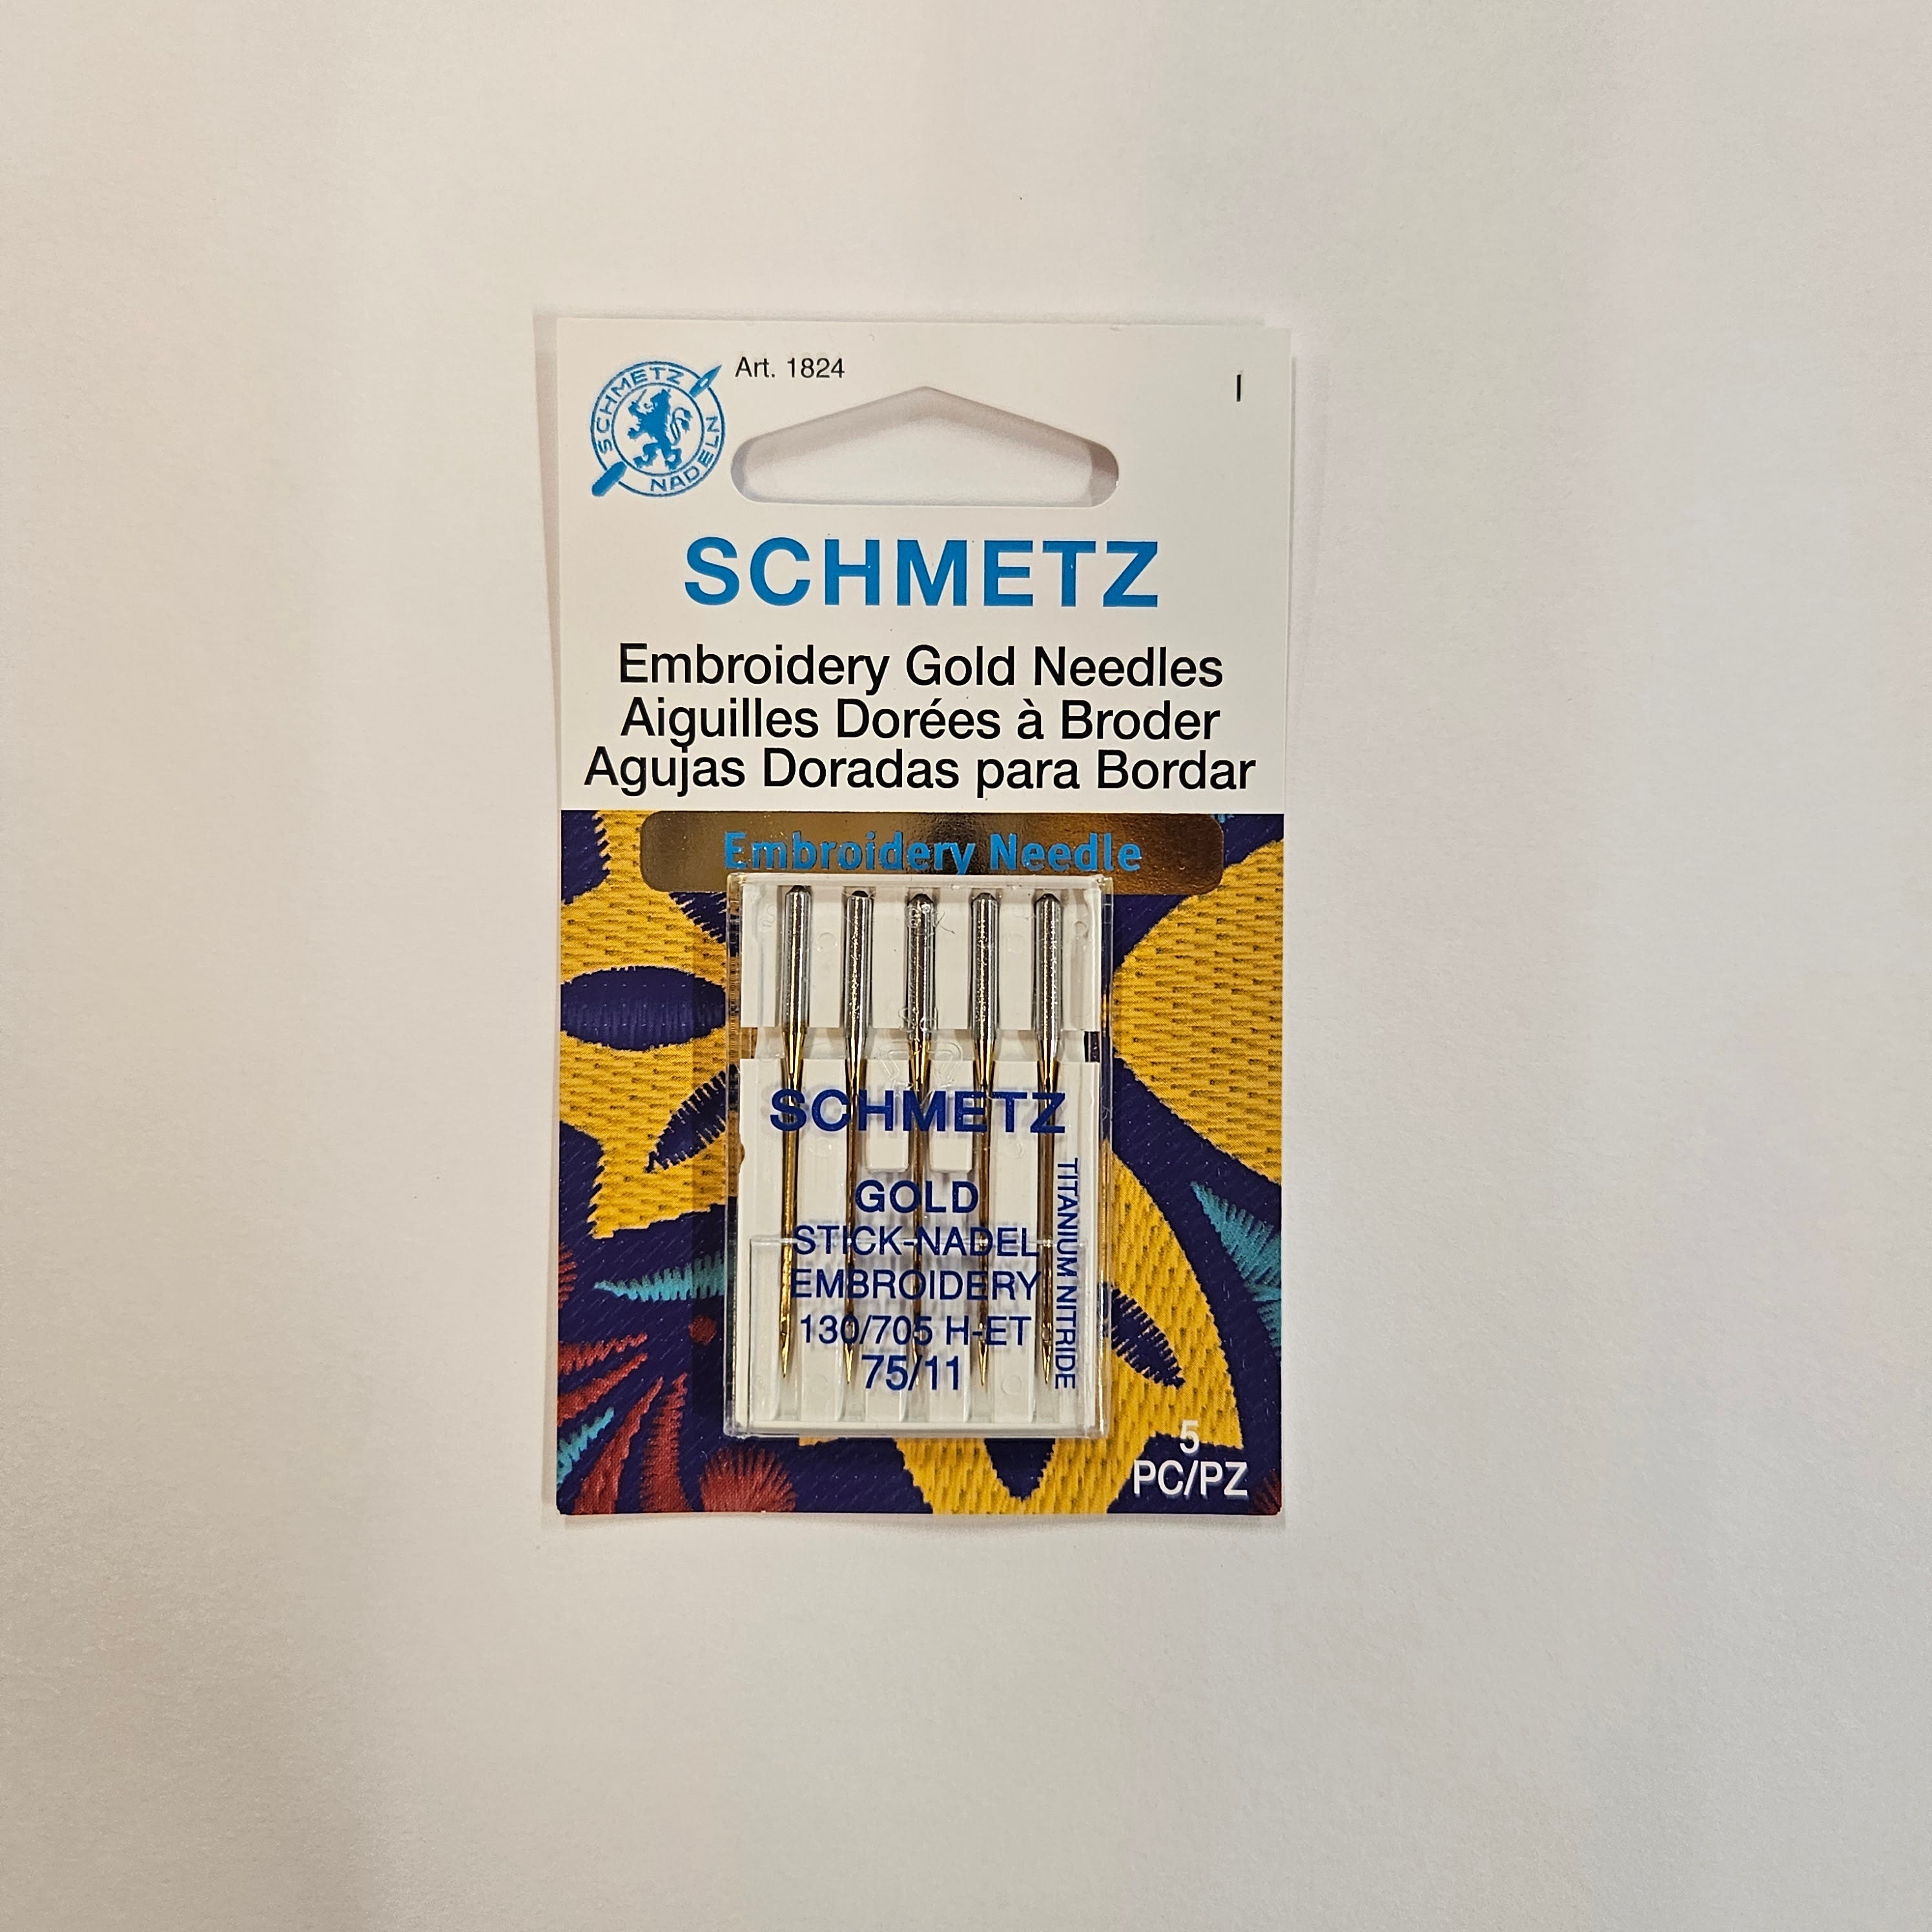 SCHMETZ NADELN
Art. 1824
SCHMETZ
Embroidery Gold Needles
Aiguilles Dorées à Broder
Agujas Doradas para Bordar
Embroidery Needle
SCHMETZ
GOLD
STICK-NADEL
EMBROIDERY
130/705 H-ET
75/11
TITANIUM NITRIDE
5
PC/PZ